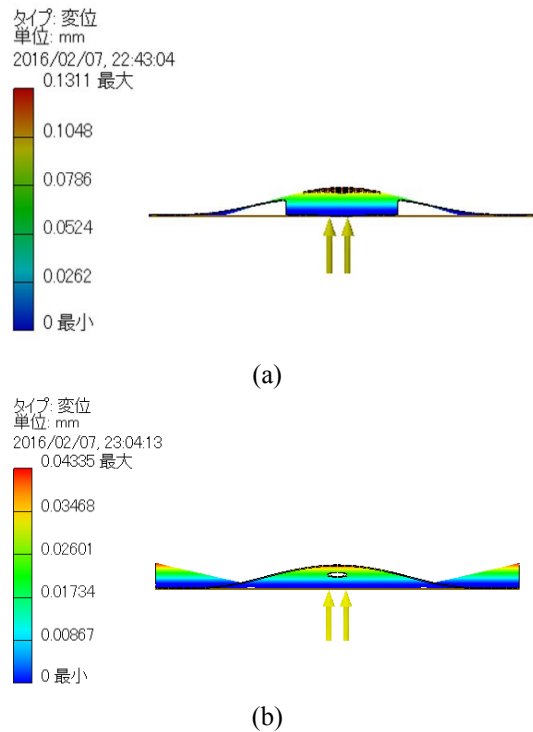 タイプ: 変位
単位: mm
2016/02/07, 22:43:04
0.1311 最大
0.1048
0.0786
0.0524
0.0262
0 最小
(a)
タイプ: 変位
単位: mm
2016/02/07, 23:04:13
0.04335 最大
0.03468
0.02601
0.01734
0.00867
0 最小
(b)